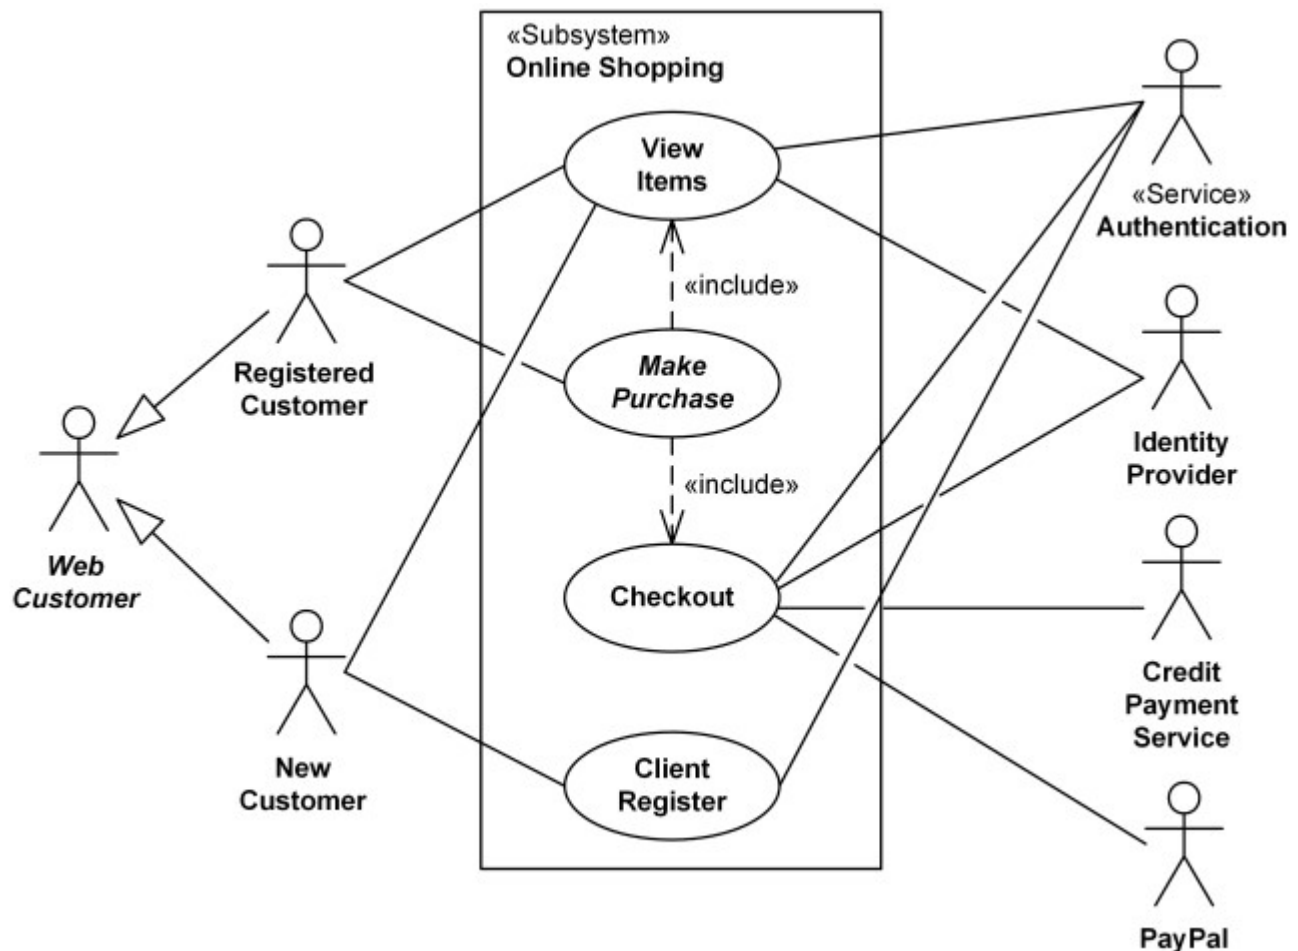 «Subsystem»
Online Shopping
View
Items
«include»
Make
Purchase
«include»
Checkout
Client
Register
Registered
Customer
Web
Customer
New
Customer
«Service»
Authentication
Identity
Provider
Credit
Payment
Service
PayPal